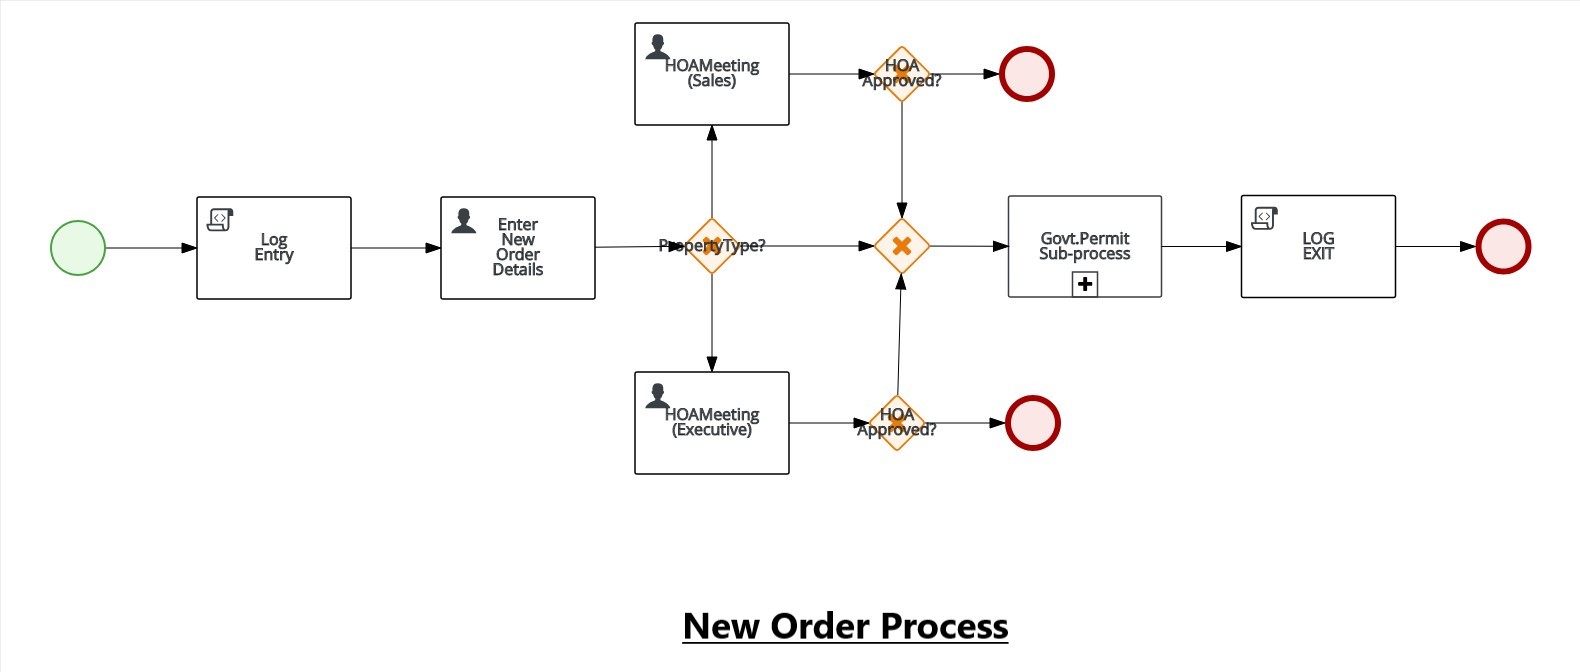 HOAMeeting
(Sales)
HOA
Approved?
Log
Entry
Enter
New
Order
Details
PropertyType?
Govt.Permit
Sub-process
LOG
EXIT
HOAMeeting
(Executive)
HOA
Approved?
New Order Process